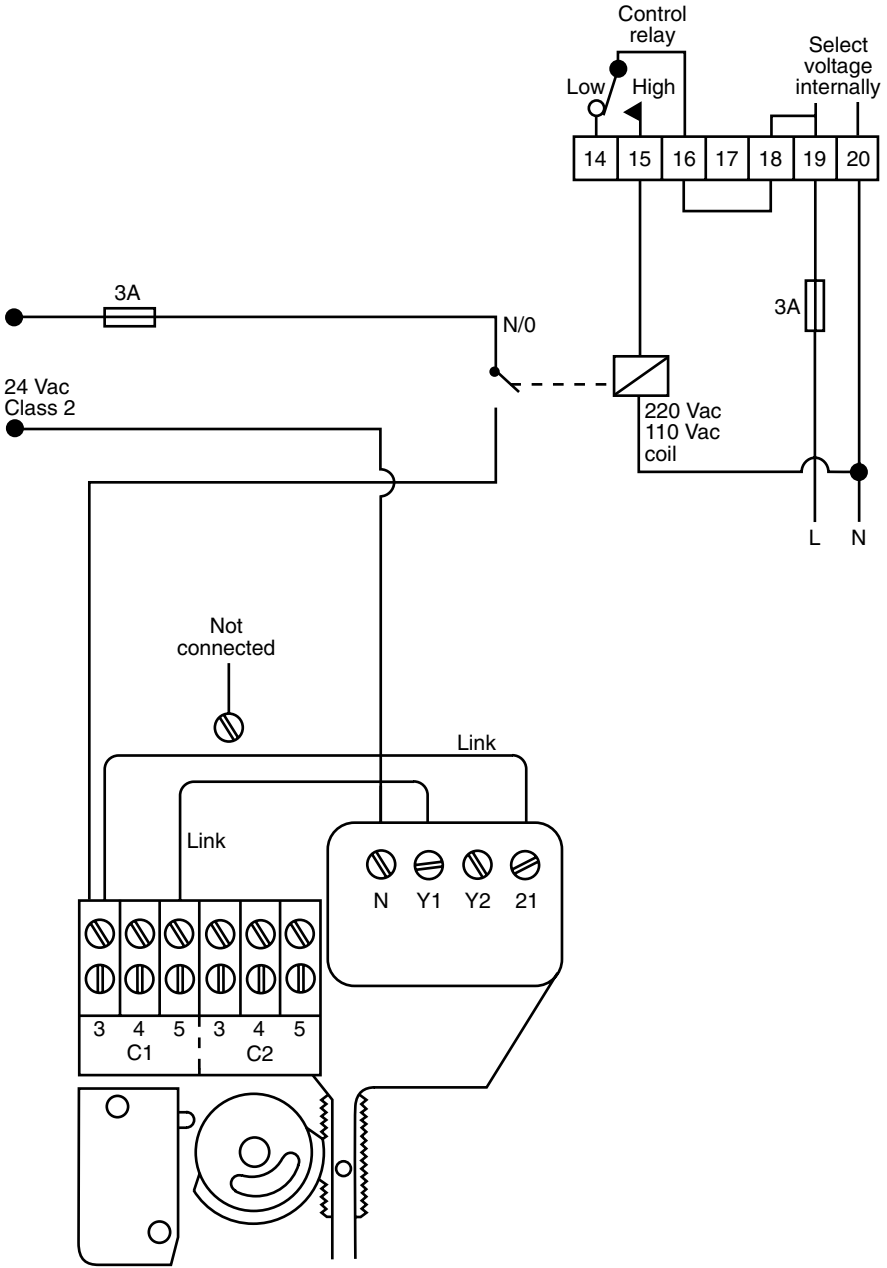 Control
relay
Select
voltage
internally
Low
High
14 15 16 17 18 19 20
3A
N/0
3A
24 Vac
Class 2
220 Vac
110 Vac
coil
L N
Not
connected
Link
Link
N Y1 Y2 21
3 4 5 3 4 5
C1 C2